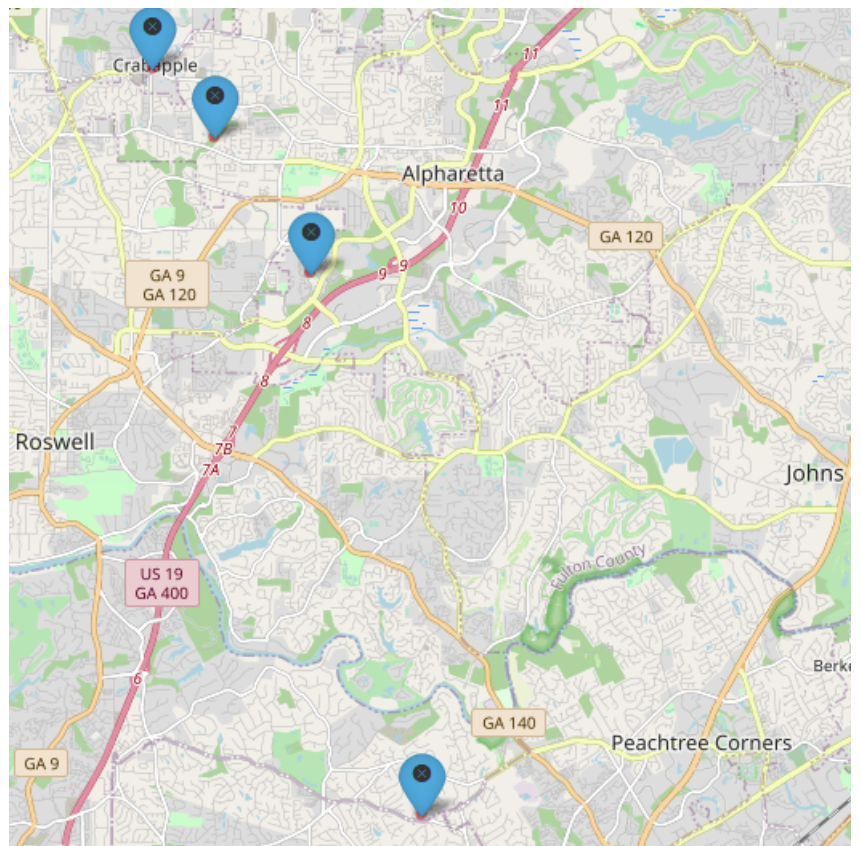 Crabapple
11
11
Alpharetta
10
GA 120
9
9
GA 9
GA 120
8
8
7
7B
7A
Roswell
Johns
Fulton County
US 19
GA 400
6
Berke
GA 140
Peachtree Corners
GA 9